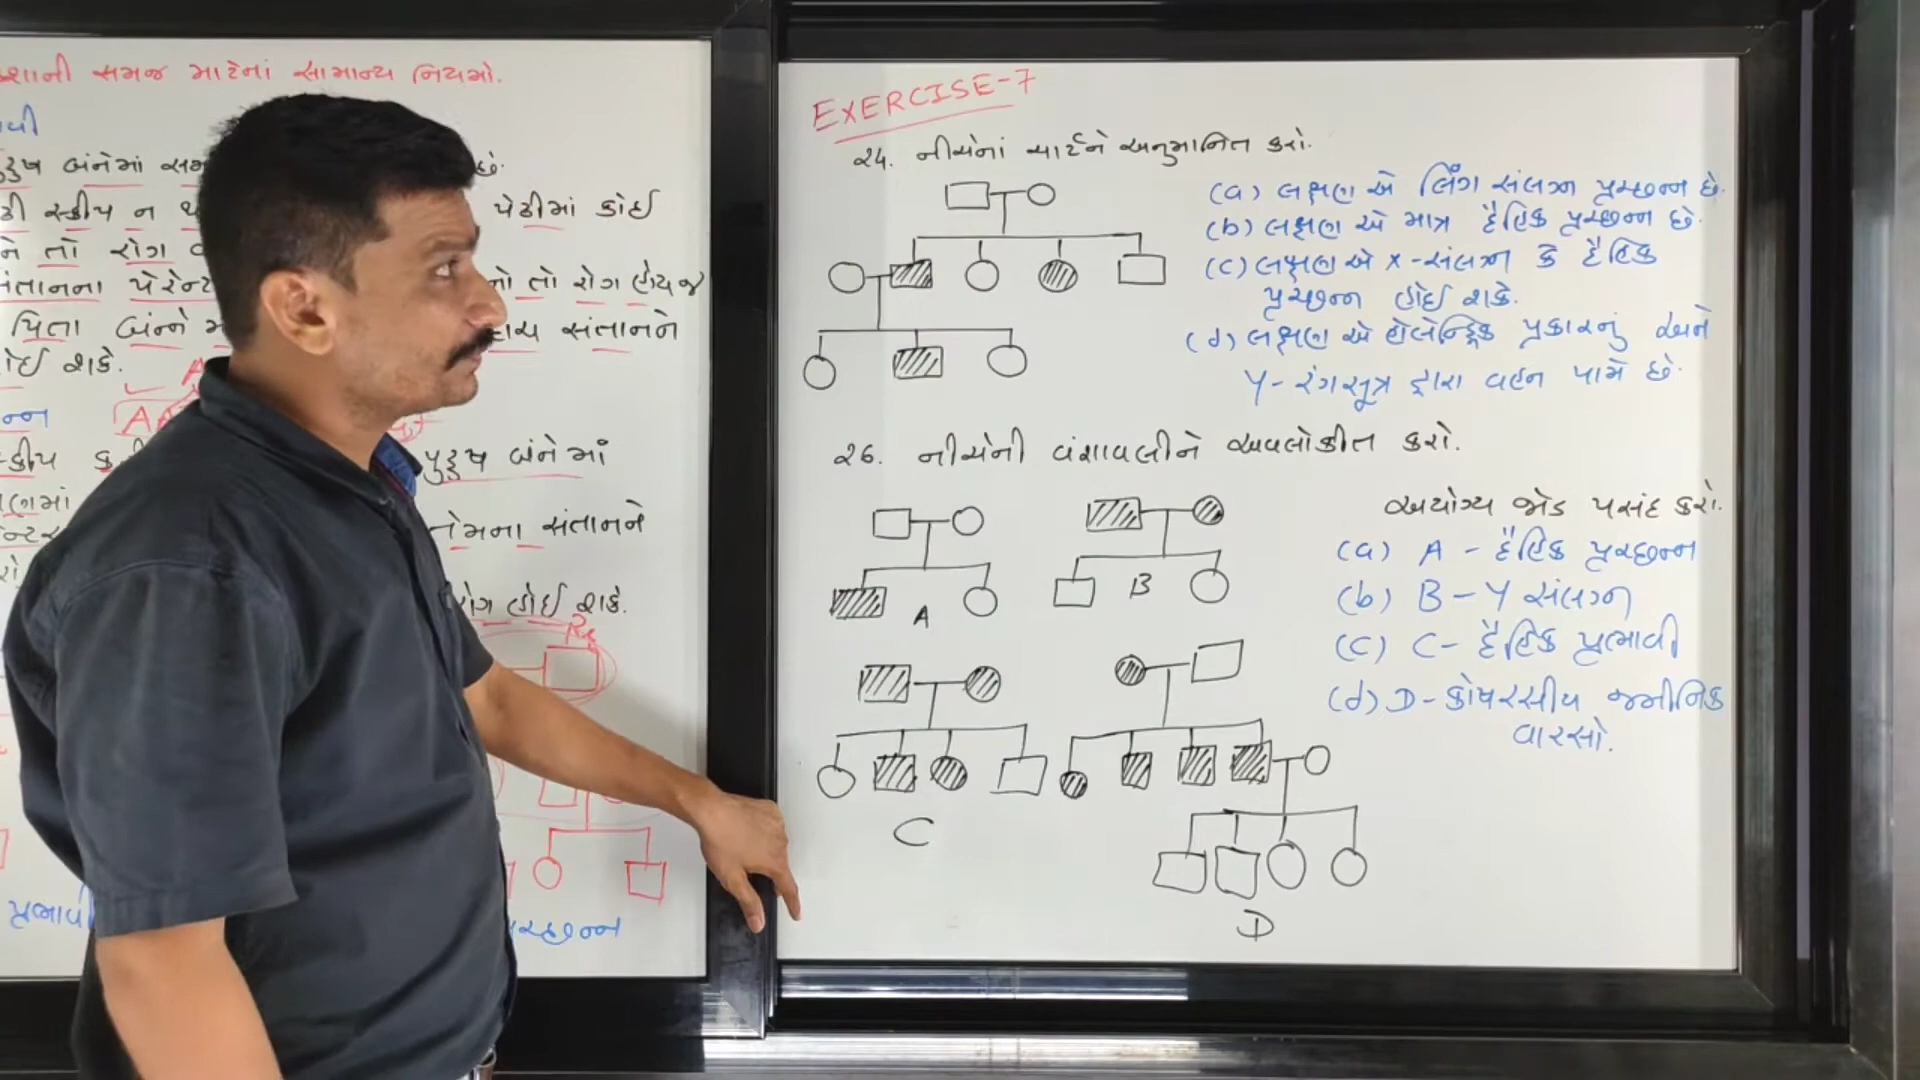 શાની સમજ માટેનાં સામાન્ય નિયમો.
પુરુષ બંનેમાં
છે.
સ્કીપ ન
પેઢીમાં કોઈ
ને તો રોગ
સંતાનના
તો રોગ હોય જ
પિતા બંન્ને
સંતાનને
હોઈ શકે.
A A
પુરુષ બંનેમાં
તેમના સંતાનને
રોગ હોઈ શકે.
પ્રભાવી
EXERCISE-7
૨૪. નીચેનાં ચાર્ટને અનુમાનિત કરો.
(a) લક્ષણ એ લિંગ સંલગ્ન પ્રચ્છન્ન છે.
(b) લક્ષણ એ માત્ર દૈહિક પ્રચ્છન્ન છે.
(c) લક્ષણ એ X-સંલગ્ન કે દૈહિક
પ્રચ્છન્ન હોઈ શકે.
(d) લક્ષણ એ હોલેન્ડ્રિક પ્રકારનું અને
Y-રંગસૂત્ર દ્વારા વહન પામે છે.
૨૬. નીચેની વંશાવલીને અવલોકીત કરો.
અયોગ્ય જોડ પસંદ કરો.
(a) A - દૈહિક પ્રચ્છન્ન
(b) B - Y સંલગ્ન
(c) C - દૈહિક પ્રભાવી
(d) D - કોષરસીય જનીનિક
વારસો.
A
B
C
D